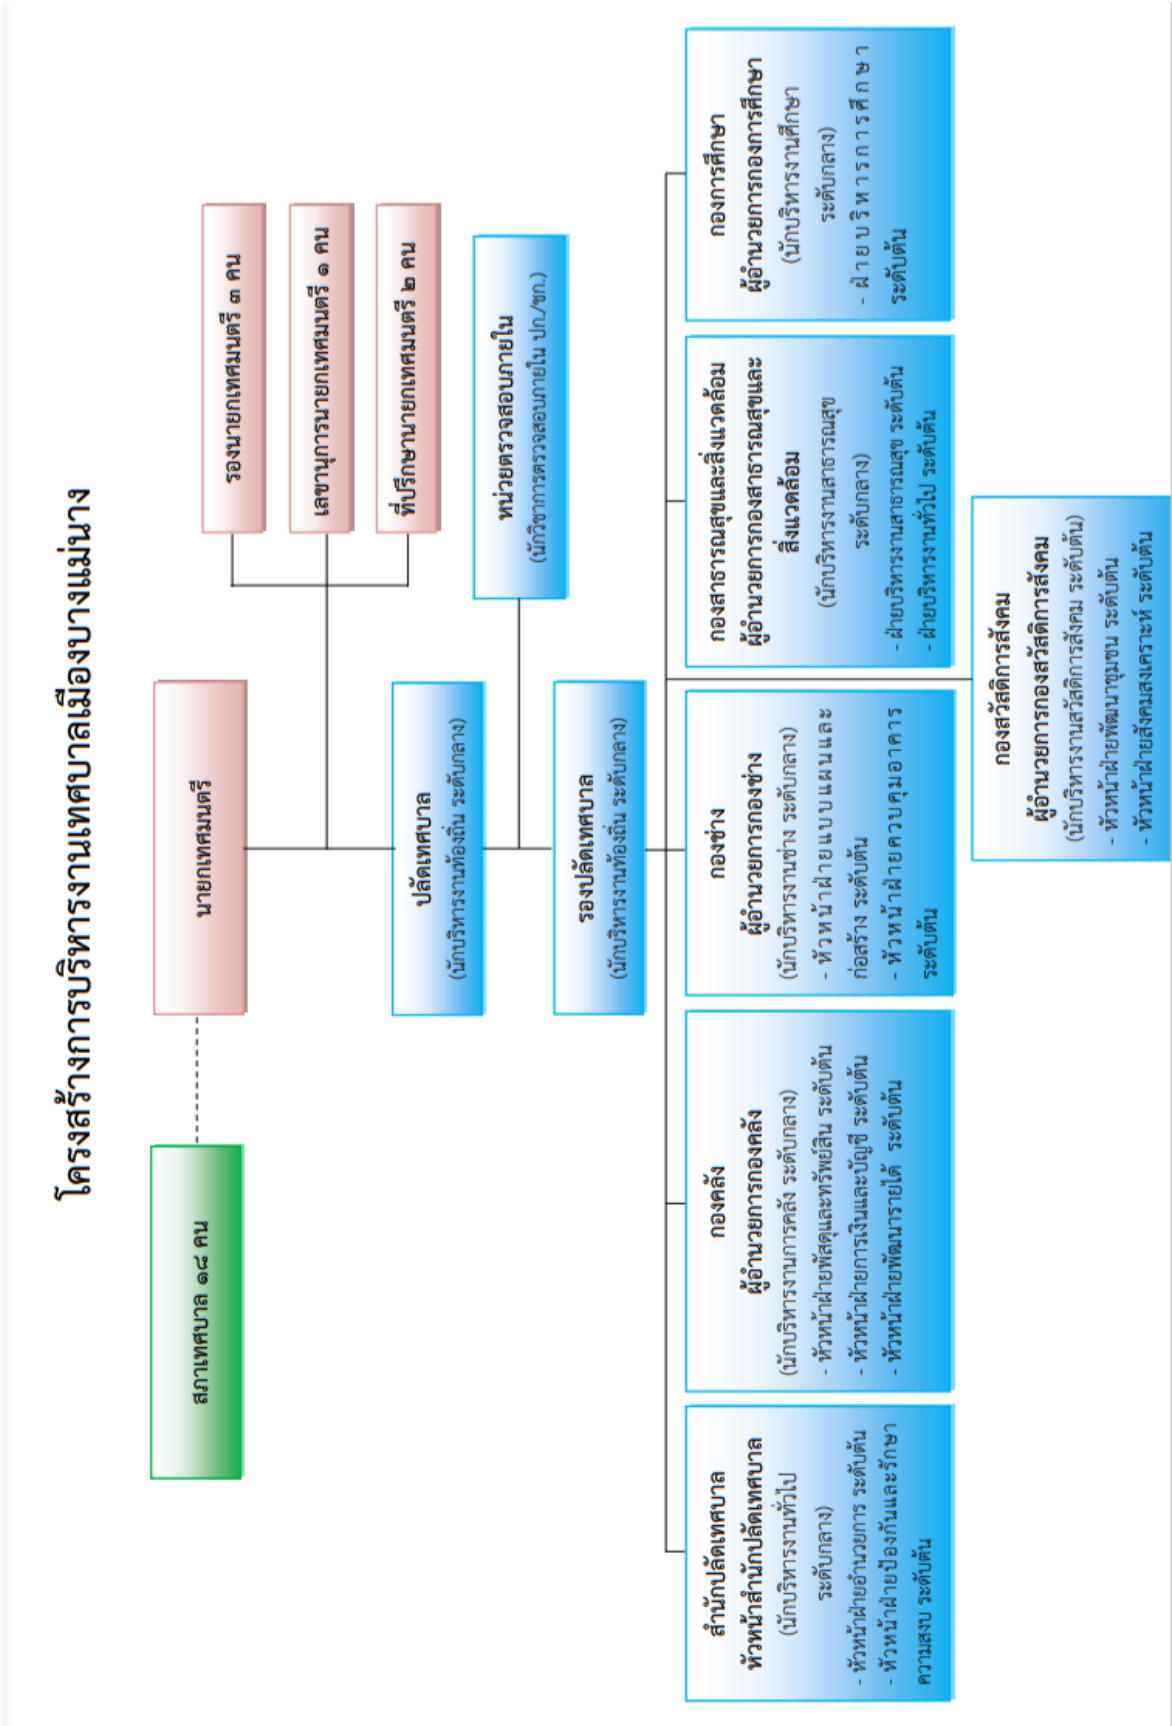 โครงสร้างการบริหารงานเทศบาลเมืองบางแม่นาง
สภาเทศบาล ๑๘ คน
นายกเทศมนตรี
รองนายกเทศมนตรี ๓ คน
เลขานุการนายกเทศมนตรี ๑ คน
ที่ปรึกษานายกเทศมนตรี ๒ คน
ปลัดเทศบาล
(นักบริหารงานท้องถิ่น ระดับกลาง)
หน่วยตรวจสอบภายใน
(นักวิชาการตรวจสอบภายใน ปก./ชก.)
รองปลัดเทศบาล
(นักบริหารงานท้องถิ่น ระดับกลาง)
สำนักปลัดเทศบาล
หัวหน้าสำนักปลัดเทศบาล
(นักบริหารงานทั่วไป
ระดับกลาง)
- หัวหน้าฝ่ายอำนวยการ ระดับต้น
- หัวหน้าฝ่ายป้องกันและรักษา
ความสงบ ระดับต้น
กองคลัง
ผู้อำนวยการกองคลัง
(นักบริหารงานการคลัง ระดับกลาง)
- หัวหน้าฝ่ายพัสดุและทรัพย์สิน ระดับต้น
- หัวหน้าฝ่ายการเงินและบัญชี ระดับต้น
- หัวหน้าฝ่ายพัฒนารายได้ ระดับต้น
กองช่าง
ผู้อำนวยการกองช่าง
(นักบริหารงานช่าง ระดับกลาง)
- หัวหน้าฝ่ายแบบแผนและ
ก่อสร้าง ระดับต้น
- หัวหน้าฝ่ายควบคุมอาคาร
ระดับต้น
กองสาธารณสุขและสิ่งแวดล้อม
ผู้อำนวยการกองสาธารณสุขและ
สิ่งแวดล้อม
(นักบริหารงานสาธารณสุข
ระดับกลาง)
- ฝ่ายบริหารงานสาธารณสุข ระดับต้น
- ฝ่ายบริหารงานทั่วไป ระดับต้น
กองการศึกษา
ผู้อำนวยการกองการศึกษา
(นักบริหารงานศึกษา
ระดับกลาง)
- ฝ่ายบริหารการศึกษา
ระดับต้น
กองสวัสดิการสังคม
ผู้อำนวยการกองสวัสดิการสังคม
(นักบริหารงานสวัสดิการสังคม ระดับต้น)
- หัวหน้าฝ่ายพัฒนาชุมชน ระดับต้น
- หัวหน้าฝ่ายสังคมสงเคราะห์ ระดับต้น